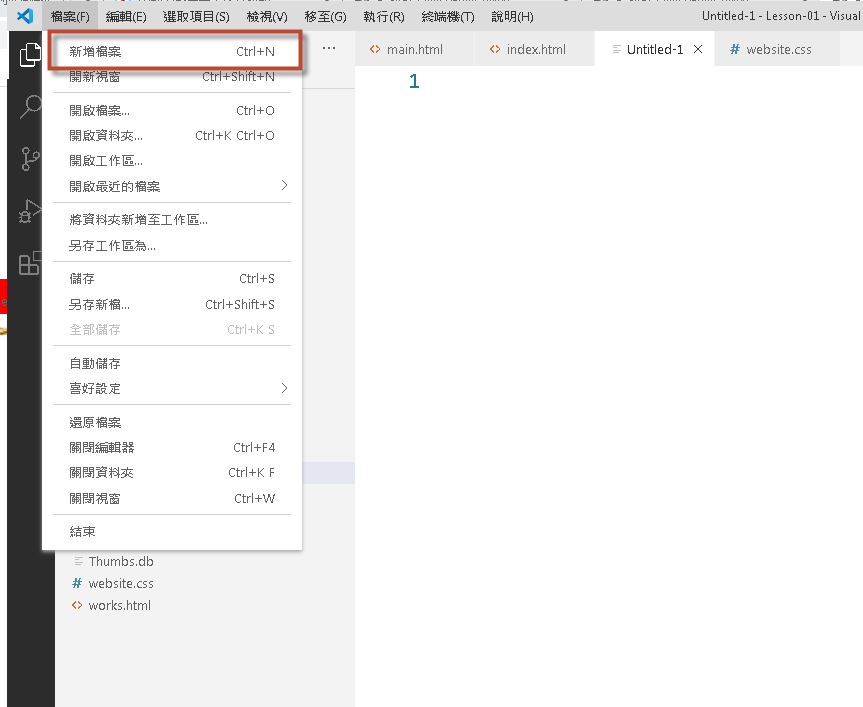 檔案(F) 編輯(E) 選取項目(S) 檢視(V) 移至(G) 執行(R) 終端機(T) 說明(H) Untitled-1 - Lesson-01 - Visual
main.html index.html Untitled-1 website.css
1
新增檔案 Ctrl+N
開新視窗 Ctrl+Shift+N
開啟檔案... Ctrl+O
開啟資料夾... Ctrl+K Ctrl+O
開啟工作區...
開啟最近的檔案
將資料夾新增至工作區...
另存工作區為...
儲存 Ctrl+S
另存新檔... Ctrl+Shift+S
全部儲存 Ctrl+K S
自動儲存
喜好設定
還原檔案
關閉編輯器 Ctrl+F4
關閉資料夾 Ctrl+K F
關閉視窗 Ctrl+W
結束
Thumbs.db
website.css
works.html